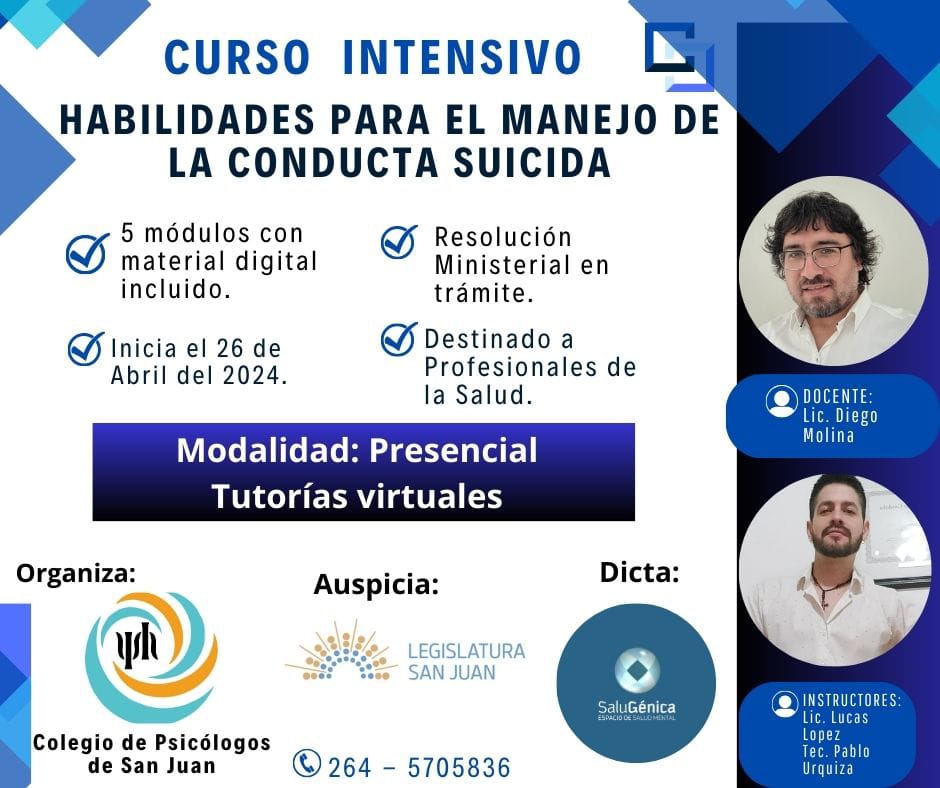 CURSO INTENSIVO
HABILIDADES PARA EL MANEJO DE
LA CONDUCTA SUICIDA
5 módulos con
material digital
incluido.
Resolución
Ministerial en
trámite.
Inicia el 26 de
Abril del 2024.
Destinado a
Profesionales de
la Salud.
Modalidad: Presencial
Tutorías virtuales
DOCENTE:
Lic. Diego
Molina
Organiza:
Colegio de Psicólogos
de San Juan
Auspicia:
LEGISLATURA
SAN JUAN
Dicta:
SaluGénica
ESPACIO DE SALUD MENTAL
264 – 5705836
INSTRUCTORES:
Lic. Lucas
Lopez
Tec. Pablo
Urquiza